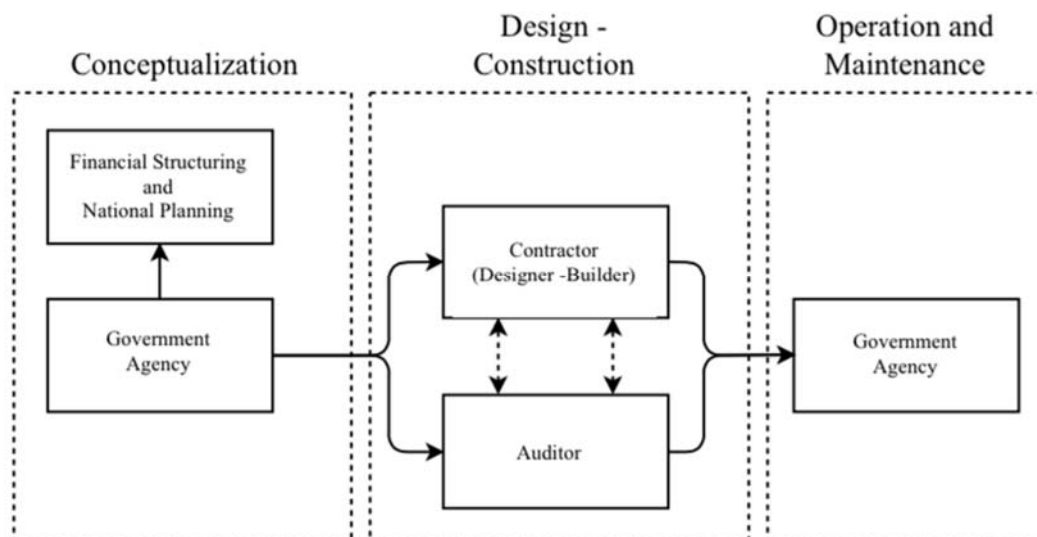 Conceptualization
Design -
Construction
Operation and
Maintenance
Financial Structuring
and
National Planning
Government
Agency
Contractor
(Designer -Builder)
Auditor
Government
Agency